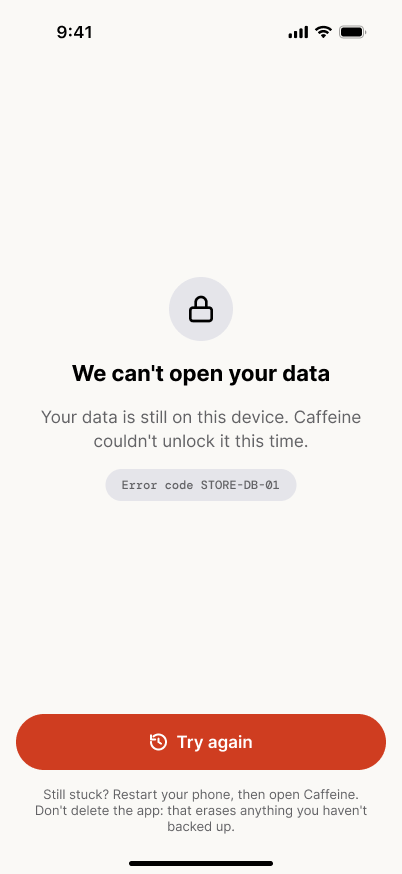 9:41
We can't open your data
Your data is still on this device. Caffeine
couldn't unlock it this time.
Error code STORE-DB-01
Try again
Still stuck? Restart your phone, then open Caffeine.
Don't delete the app: that erases anything you haven't
backed up.